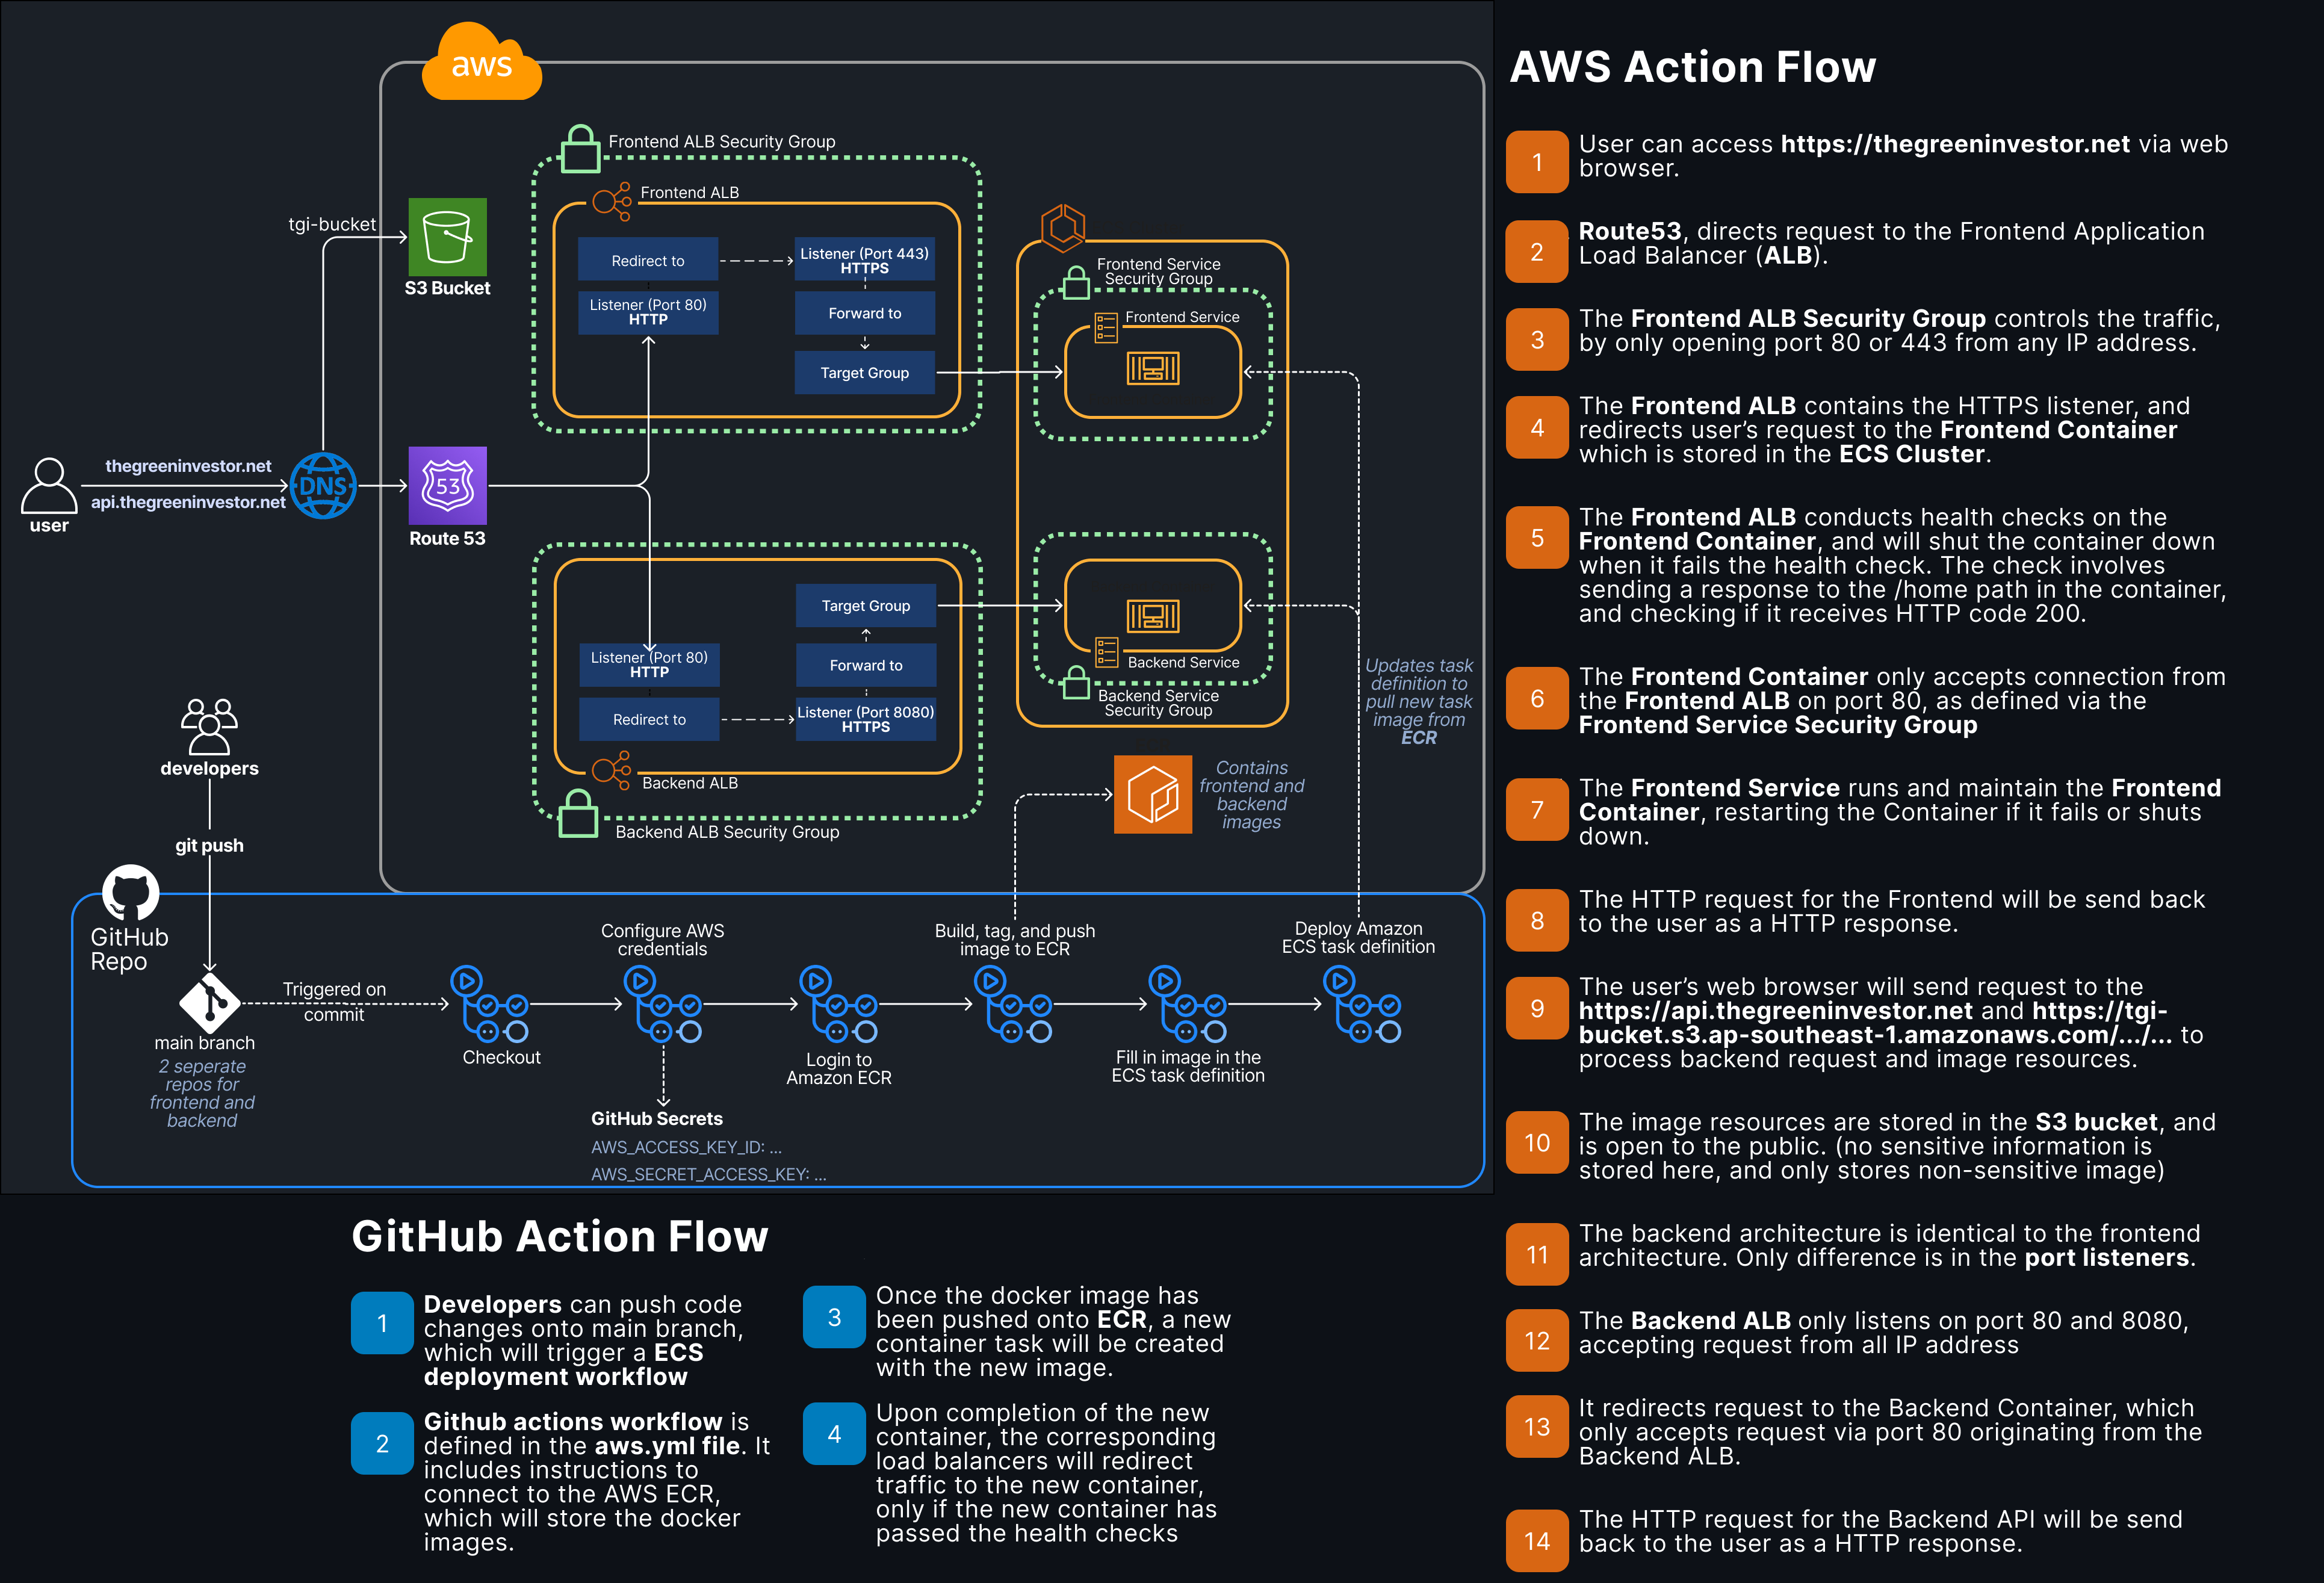 aws
Frontend ALB Security Group
Frontend ALB
tgi-bucket
S3 Bucket
Redirect to
Listener (Port 443)
HTTPS
Listener (Port 80)
HTTP
Forward to
Target Group
Frontend Service
Security Group
Frontend Service
thegreeninvestor.net
api.thegreeninvestor.net
user
DNS
53
Route 53
Target Group
Listener (Port 80)
HTTP
Forward to
Redirect to
Listener (Port 8080)
HTTPS
Backend ALB
Backend ALB Security Group
Backend Service
Backend Service
Security Group
Updates task
definition to
pull new task
image from
ECR
Contains
frontend and
backend
images
developers
git push
GitHub
Repo
main branch
2 seperate
repos for
frontend and
backend
Triggered on
commit
Checkout
Configure AWS
credentials
GitHub Secrets
AWS_ACCESS_KEY_ID: ...
AWS_SECRET_ACCESS_KEY: ...
Login to
Amazon ECR
Build, tag, and push
image to ECR
Fill in image in the
ECS task definition
Deploy Amazon
ECS task definition
AWS Action Flow
1
User can access https://thegreeninvestor.net via web
browser.
2
Route53, directs request to the Frontend Application
Load Balancer (ALB).
3
The Frontend ALB Security Group controls the traffic,
by only opening port 80 or 443 from any IP address.
4
The Frontend ALB contains the HTTPS listener, and
redirects user's request to the Frontend Container
which is stored in the ECS Cluster.
5
The Frontend ALB conducts health checks on the
Frontend Container, and will shut the container down
when it fails the health check. The check involves
sending a response to the /home path in the container,
and checking if it receives HTTP code 200.
6
The Frontend Container only accepts connection from
the Frontend ALB on port 80, as defined via the
Frontend Service Security Group
7
The Frontend Service runs and maintain the Frontend
Container, restarting the Container if it fails or shuts
down.
8
The HTTP request for the Frontend will be send back
to the user as a HTTP response.
9
The user's web browser will send request to the
https://api.thegreeninvestor.net and https://tgi-
bucket.s3.ap-southeast-1.amazonaws.com/.../... to
process backend request and image resources.
10
The image resources are stored in the S3 bucket, and
is open to the public. (no sensitive information is
stored here, and only stores non-sensitive image)
11
The backend architecture is identical to the frontend
architecture. Only difference is in the port listeners.
12
The Backend ALB only listens on port 80 and 8080,
accepting request from all IP address
13
It redirects request to the Backend Container, which
only accepts request via port 80 originating from the
Backend ALB.
14
The HTTP request for the Backend API will be send
back to the user as a HTTP response.
GitHub Action Flow
1
Developers can push code
changes onto main branch,
which will trigger a ECS
deployment workflow
2
Github actions workflow is
defined in the aws.yml file. It
includes instructions to
connect to the AWS ECR,
which will store the docker
images.
3
Once the docker image has
been pushed onto ECR, a new
container task will be created
with the new image.
4
Upon completion of the new
container, the corresponding
load balancers will redirect
traffic to the new container,
only if the new container has
passed the health checks